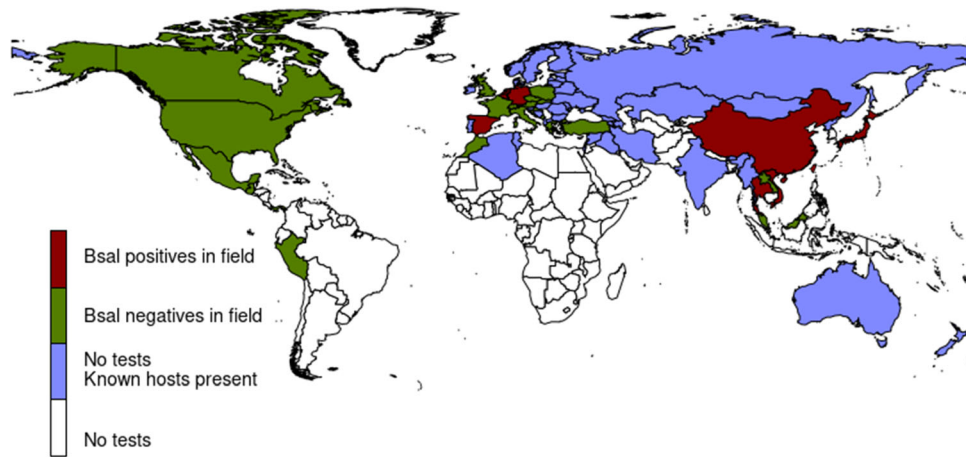 Bsal positives in field
Bsal negatives in field
No tests
Known hosts present
No tests